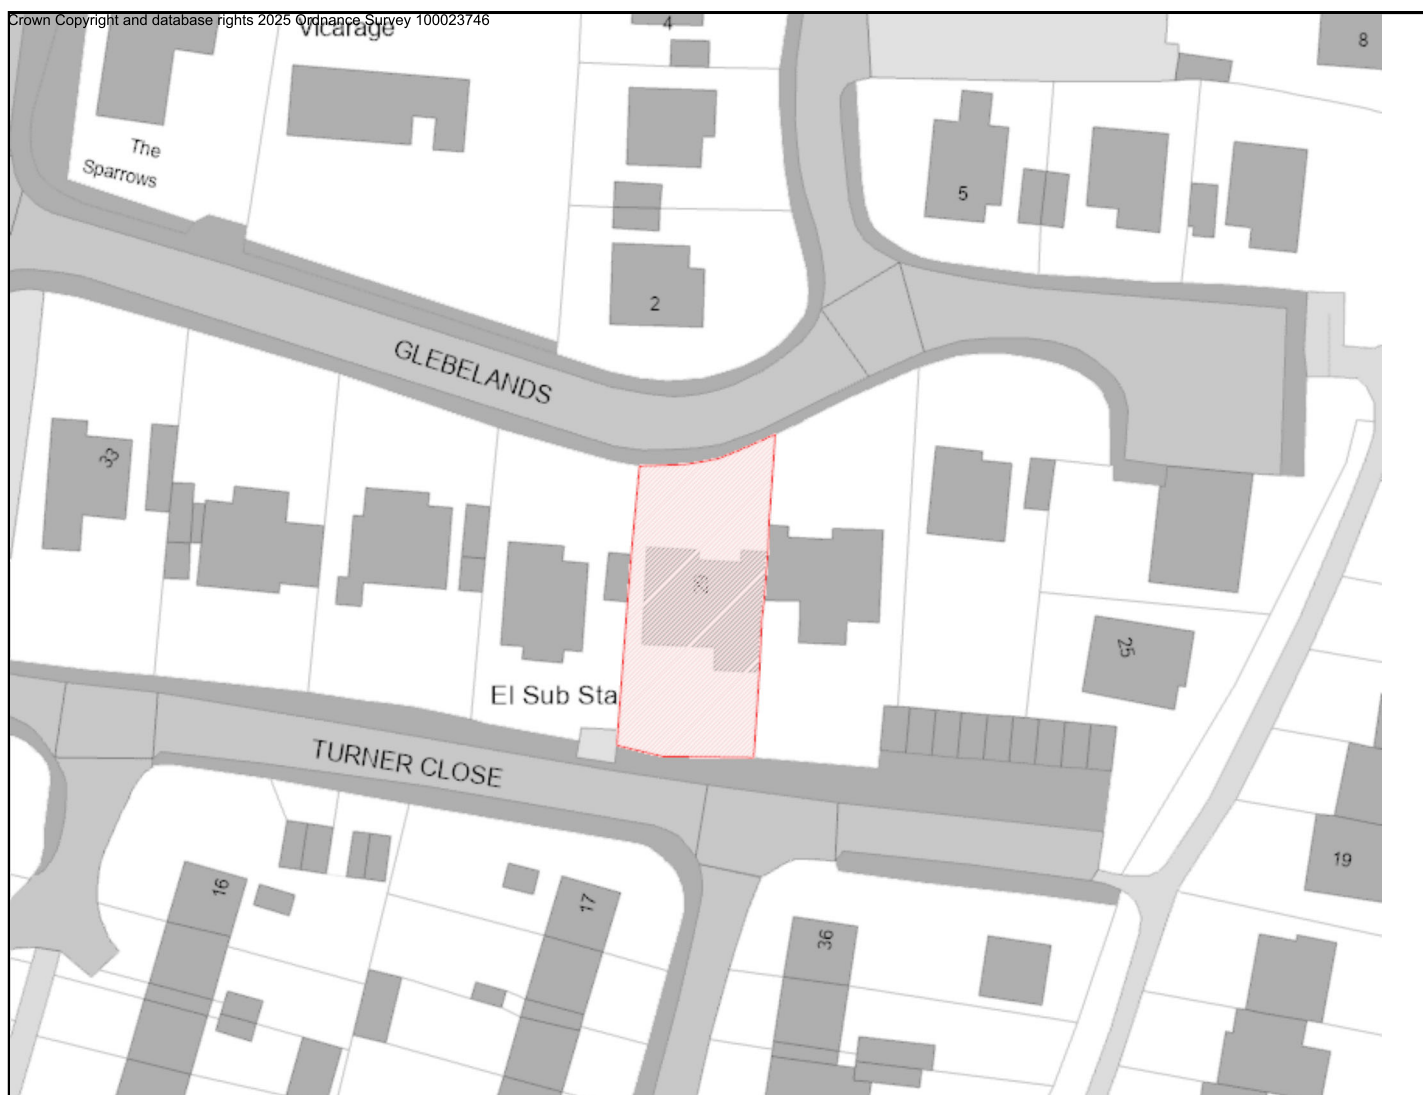 Crown Copyright and database rights 2025 Ordnance Survey 100023746
Vicarage
4
8
The
Sparrows
5
2
GLEBELANDS
33
29
25
El Sub Sta
TURNER CLOSE
19
16
17
36